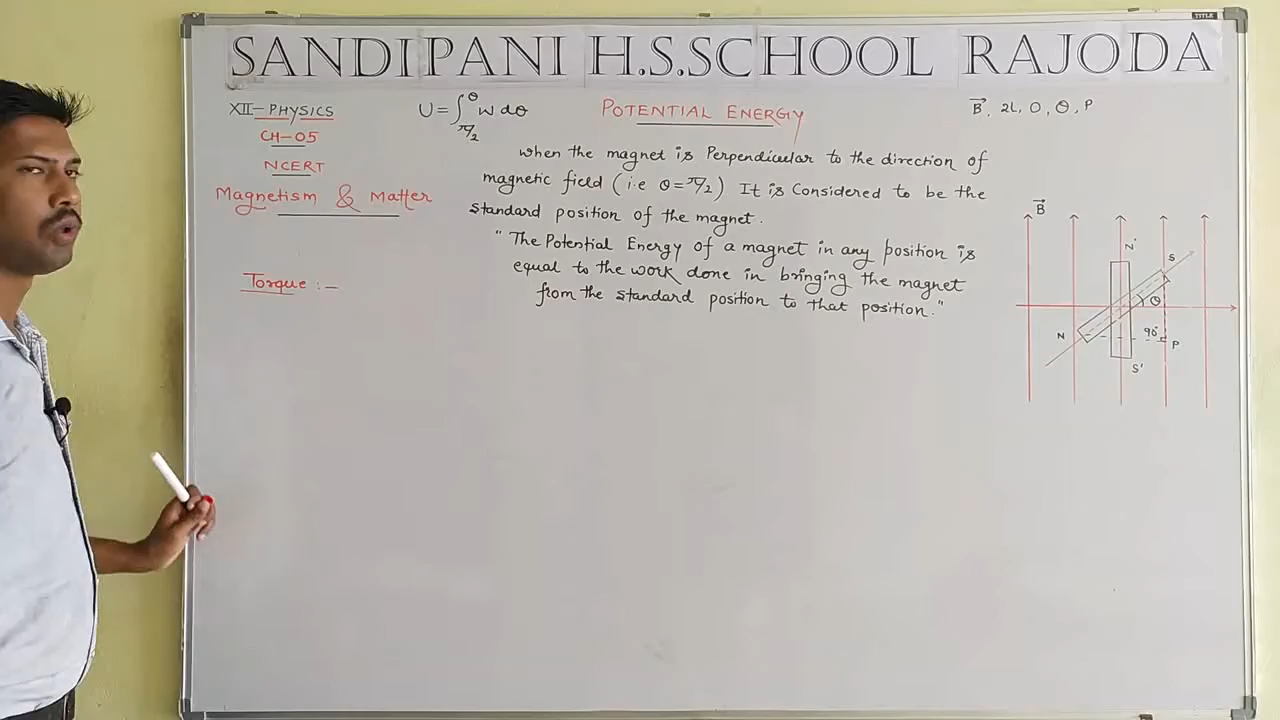 TITLE
SANDIPANI H.S.SCHOOL RAJODA
XII-PHYSICS
CH-05
NCERT
Magnetism & Matter
Torque :-
U = ∫π/2^θ W dθ
POTENTIAL ENERGY
when the magnet is Perpendicular to the direction of
magnetic field (i.e θ=π/2) It is Considered to be the
standard position of the magnet.
"The Potential Energy of a magnet in any position is
equal to the work done in bringing the magnet
from the standard position to that position."
B⃗, 2L, O, θ, P
B⃗
N'
S
θ
N
90°
P
S'